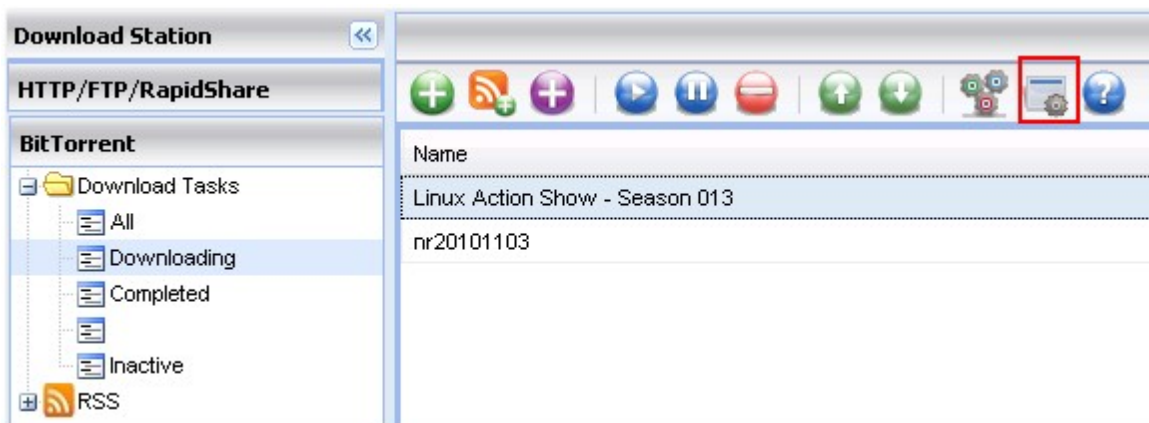 Download Station
HTTP/FTP/RapidShare
BitTorrent
Download Tasks
All
Downloading
Completed
Inactive
RSS
Name
Linux Action Show - Season 013
nr20101103